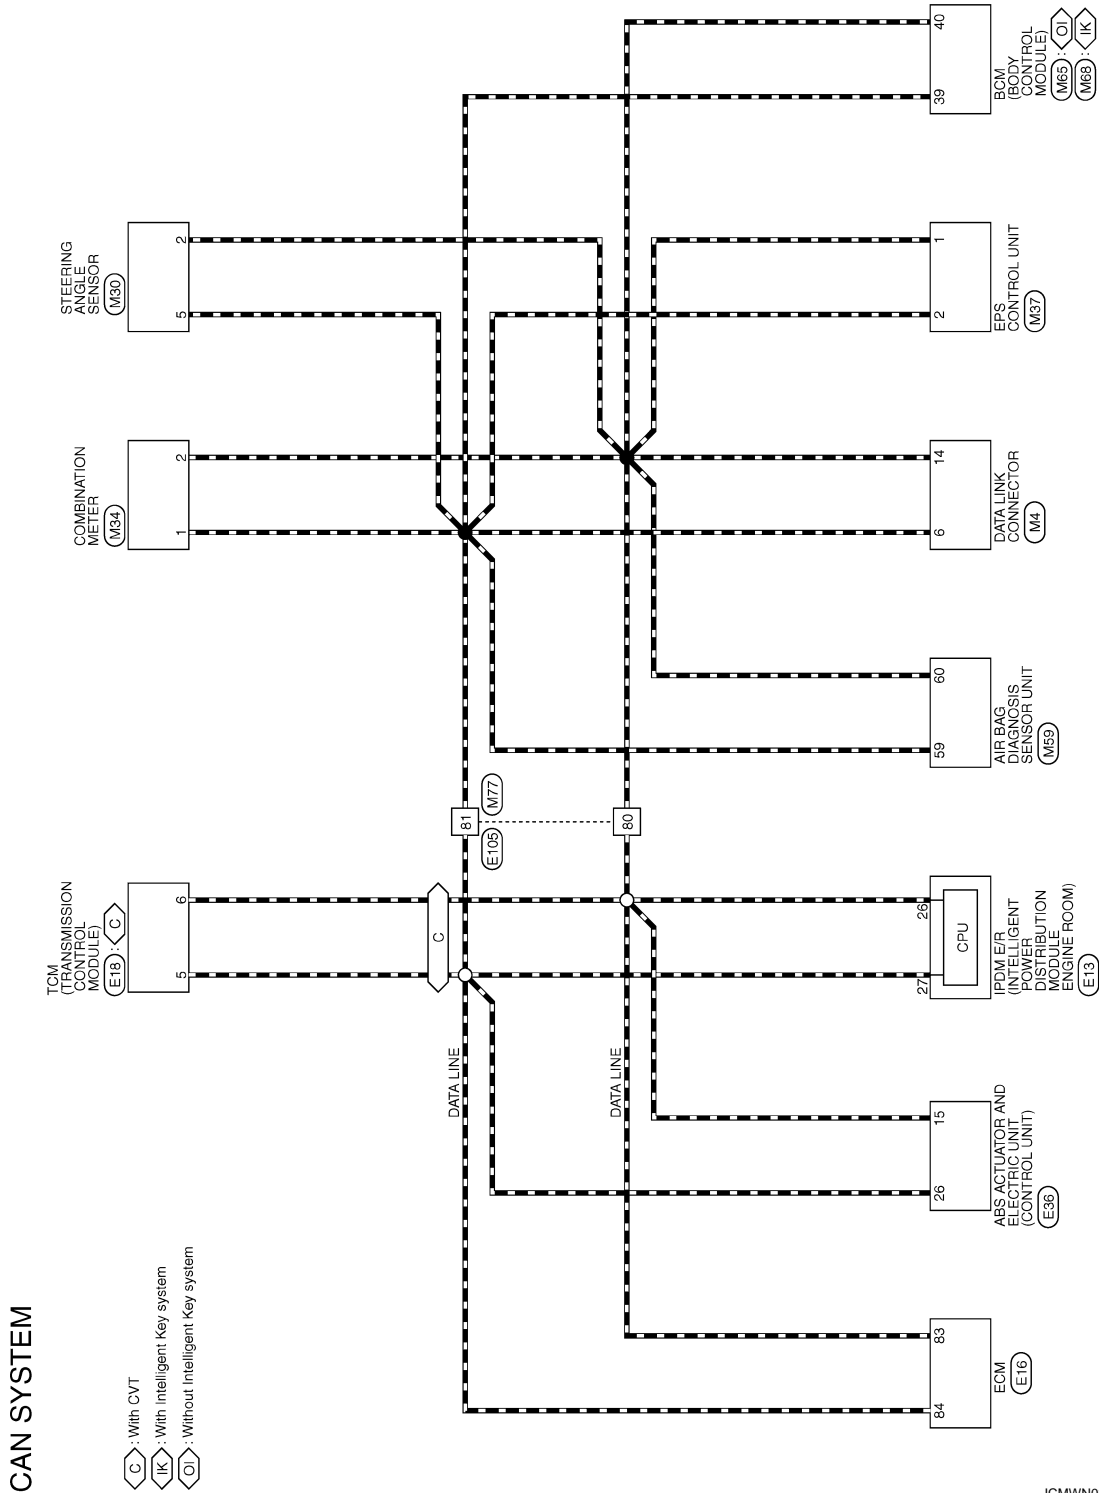 CAN SYSTEM
C : With CVT
IK : With Intelligent Key system
OI : Without Intelligent Key system
TCM
(TRANSMISSION
CONTROL
MODULE)
E18 : C
5
6
COMBINATION
METER
M34
1
2
STEERING
ANGLE
SENSOR
M30
5
2
C
DATA LINE
81
E105
M77
DATA LINE
80
84
83
ECM
E16
26
15
ABS ACTUATOR AND
ELECTRIC UNIT
(CONTROL UNIT)
E36
27
26
CPU
IPDM E/R
(INTELLIGENT
POWER
DISTRIBUTION
MODULE
ENGINE ROOM)
E13
59
60
AIR BAG
DIAGNOSIS
SENSOR UNIT
M59
6
14
DATA LINK
CONNECTOR
M4
2
1
EPS
CONTROL UNIT
M37
39
40
BCM
(BODY
CONTROL
MODULE)
M65 : OI
M68 : IK